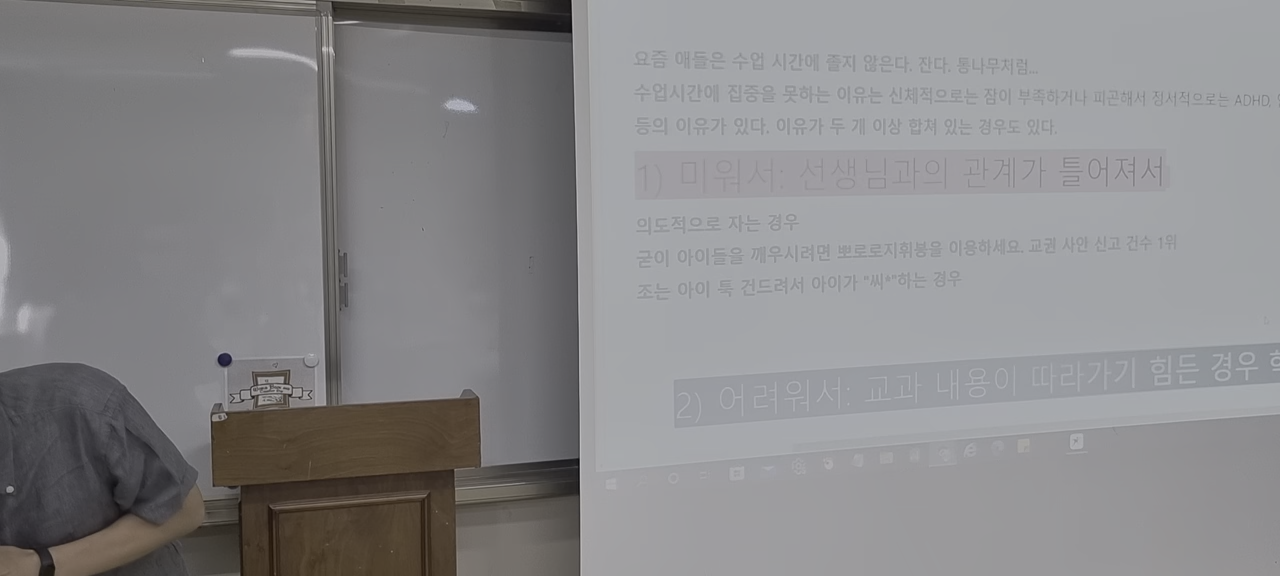 요즘 애들은 수업 시간에 졸지 않은다. 잔다. 통나무처럼...
수업시간에 집중을 못하는 이유는 신체적으로는 잠이 부족하거나 피곤해서 정서적으로는 ADHD,
등의 이유가 있다. 이유가 두 개 이상 합쳐 있는 경우도 있다.
1) 미워서: 선생님과의 관계가 틀어져서
의도적으로 자는 경우
굳이 아이들을 깨우시려면 뽀로로지휘봉을 이용하세요. 교권 사안 신고 건수 1위
조는 아이 툭 건드려서 아이가 "씨*"하는 경우
2) 어려워서: 교과 내용이 따라가기 힘든 경우